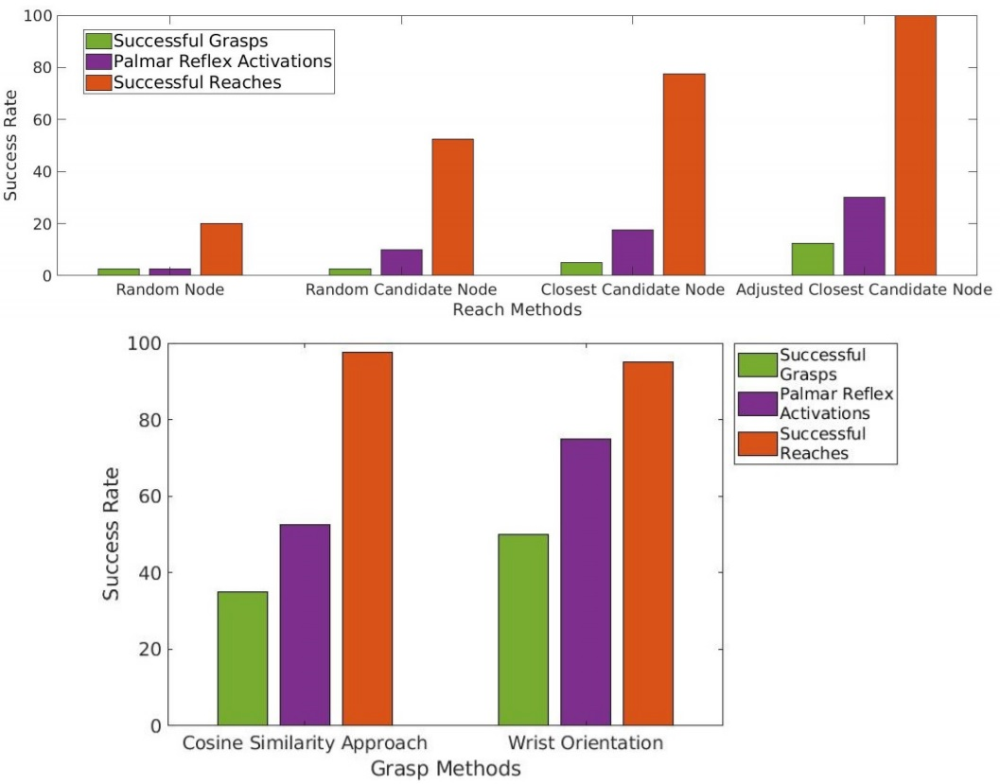 100
80
60
40
20
0
Success Rate
Successful Grasps
Palmar Reflex Activations
Successful Reaches
Random Node Random Candidate Node Closest Candidate Node Adjusted Closest Candidate Node
Reach Methods
100
80
60
40
20
0
Success Rate
Successful
Grasps
Palmar Reflex
Activations
Successful
Reaches
Cosine Similarity Approach Wrist Orientation
Grasp Methods